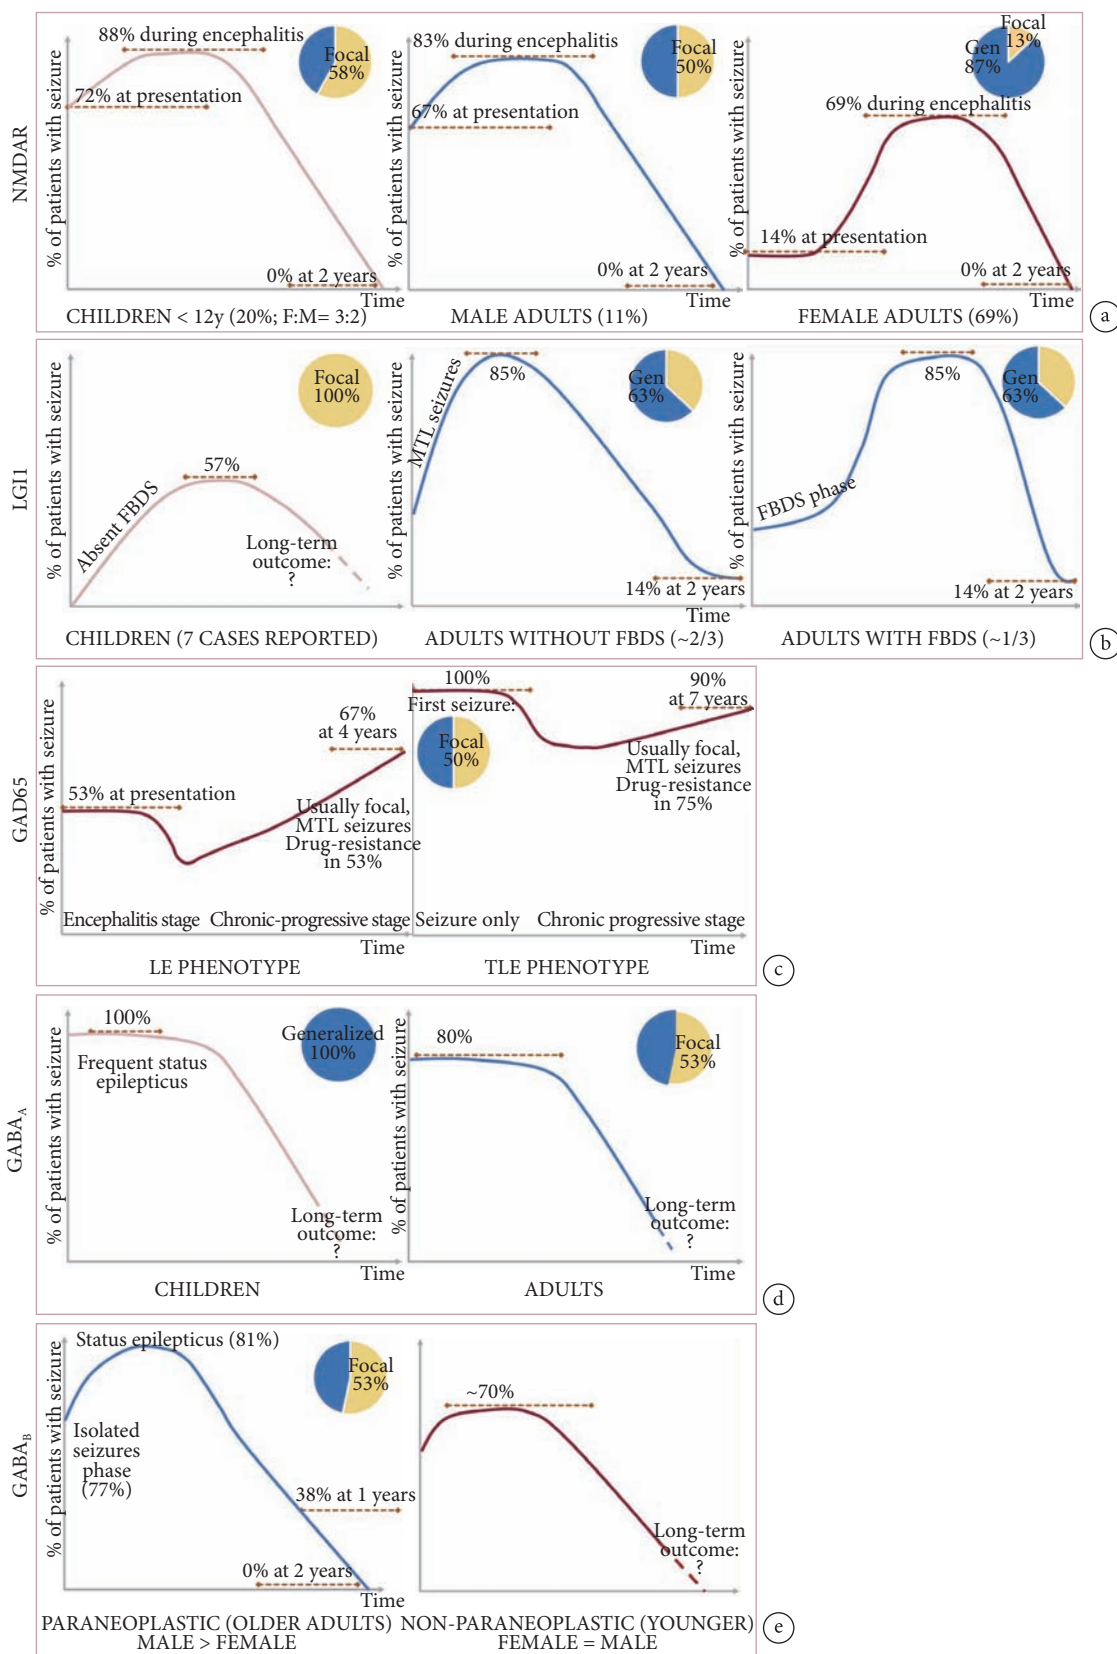 NMDAR
% of patients with seizure
88% during encephalitis
72% at presentation
Focal
58%
0% at 2 years
Time
CHILDREN < 12y (20%; F:M= 3:2)
% of patients with seizure
83% during encephalitis
67% at presentation
Focal
50%
0% at 2 years
MALE ADULTS (11%)
% of patients with seizure
Focal
13%
Gen
87%
69% during encephalitis
14% at presentation
0% at 2 years
Time
FEMALE ADULTS (69%)
a
LGI1
% of patients with seizure
Focal
100%
57%
Absent FBDS
Long-term
outcome:
?
CHILDREN (7 CASES REPORTED)
% of patients with seizure
MTL seizures
85%
Gen
63%
14% at 2 years
Time
ADULTS WITHOUT FBDS (~2/3)
% of patients with seizure
FBDS phase
85%
Gen
63%
14% at 2 years
ADULTS WITH FBDS (~1/3)
b
GAD65
% of patients with seizure
53% at presentation
67%
at 4 years
Usually focal,
MTL seizures
Drug-resistance
in 53%
Encephalitis stage
Chronic-progressive stage
Time
LE PHENOTYPE
100%
First seizure:
Focal
50%
90%
at 7 years
Usually focal,
MTL seizures
Drug-resistance
in 75%
Seizure only
Chronic progressive stage
Time
TLE PHENOTYPE
c
GABAA
% of patients with seizure
100%
Frequent status
epilepticus
Generalized
100%
Long-term
outcome:
?
Time
CHILDREN
% of patients with seizure
80%
Focal
53%
Long-term
outcome:
?
Time
ADULTS
d
GABAB
% of patients with seizure
Status epilepticus (81%)
Focal
53%
Isolated
seizures
phase
(77%)
38% at 1 years
0% at 2 years
Time
PARANEOPLASTIC (OLDER ADULTS)
MALE > FEMALE
~70%
Long-term
outcome:
?
NON-PARANEOPLASTIC (YOUNGER)
FEMALE = MALE
e